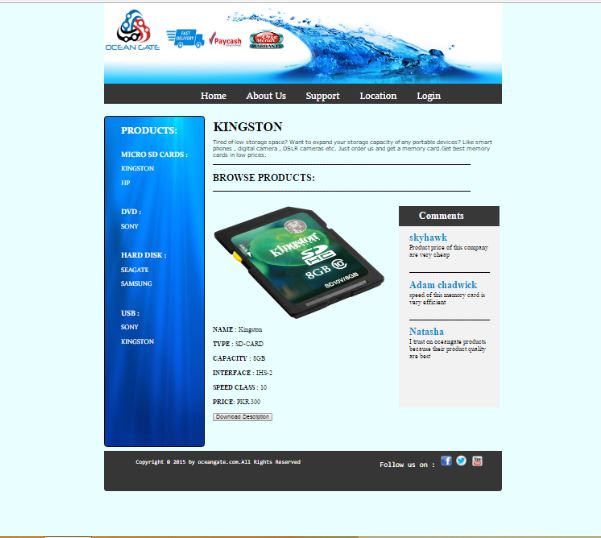 OCEAN GATE
FAST
DELIVERY
Paycash
Home About Us Support Location Login
PRODUCTS:
MICRO SD CARDS :
KINGSTON
HP
DVD :
SONY
HARD DISK :
SEAGATE
SAMSUNG
USB :
SONY
KINGSTON
KINGSTON
Tired of low storage space? Want to expand your storage capacity of any portable devices? Like smart
phones , digital camera , DSLR cameras etc. Just order us and get a memory card.Get best memory
cards in low prices.
BROWSE PRODUCTS:
Kingston
SD
HC
8GB 10
SD10V/8GB
NAME : Kingston
TYPE : SD-CARD
CAPACITY : 8GB
INTERFACE : IHS-2
SPEED CLASS : 10
PRICE: PKR.300
Download Description
Comments
skyhawk
Product price of this company
are very cheap
Adam chadwick
speed of this memory card is
very efficient
Natasha
I trust on oceangate products
because their product quality
are best
Copyright © 2015 by oceangate.com.All Rights Reserved
Follow us on :